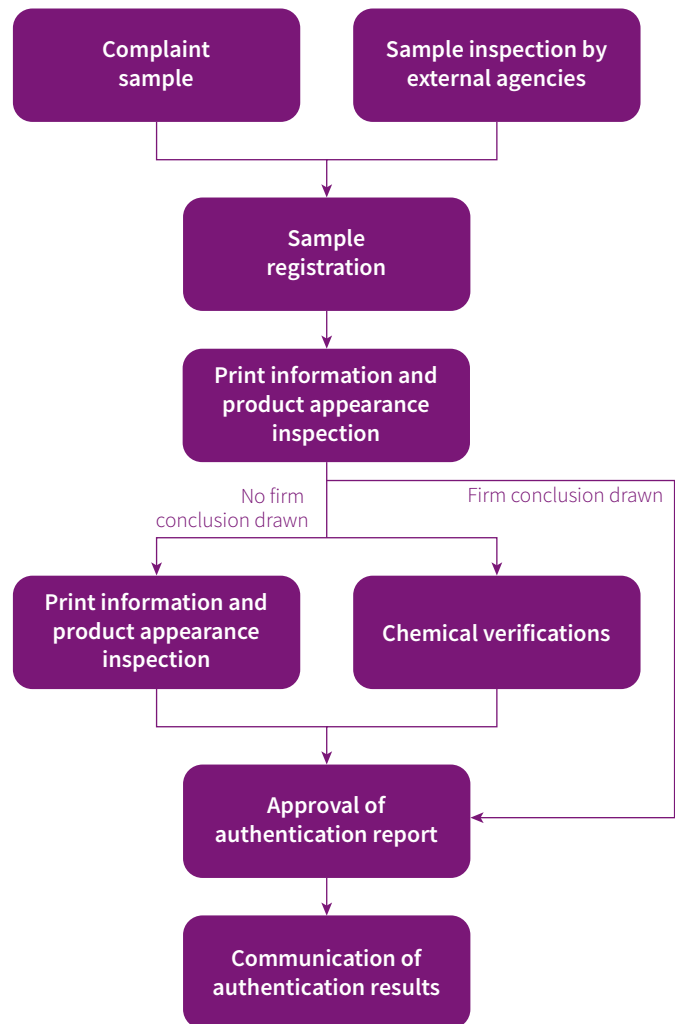 Complaint
sample
Sample inspection by
external agencies
Sample
registration
Print information and
product appearance
inspection
No firm
conclusion drawn
Firm conclusion drawn
Print information and
product appearance
inspection
Chemical verifications
Approval of
authentication report
Communication of
authentication results